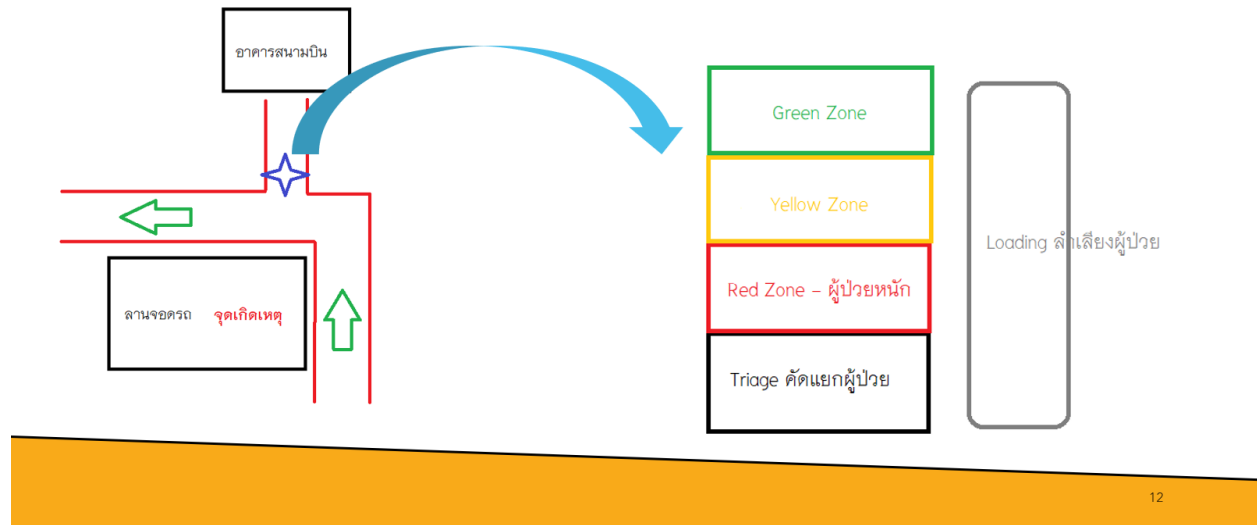 อาคารสนามบิน
ลานจอดรถ จุดเกิดเหตุ
Green Zone
Yellow Zone
Red Zone – ผู้ป่วยหนัก
Triage คัดแยกผู้ป่วย
Loading ลำเลียงผู้ป่วย
12